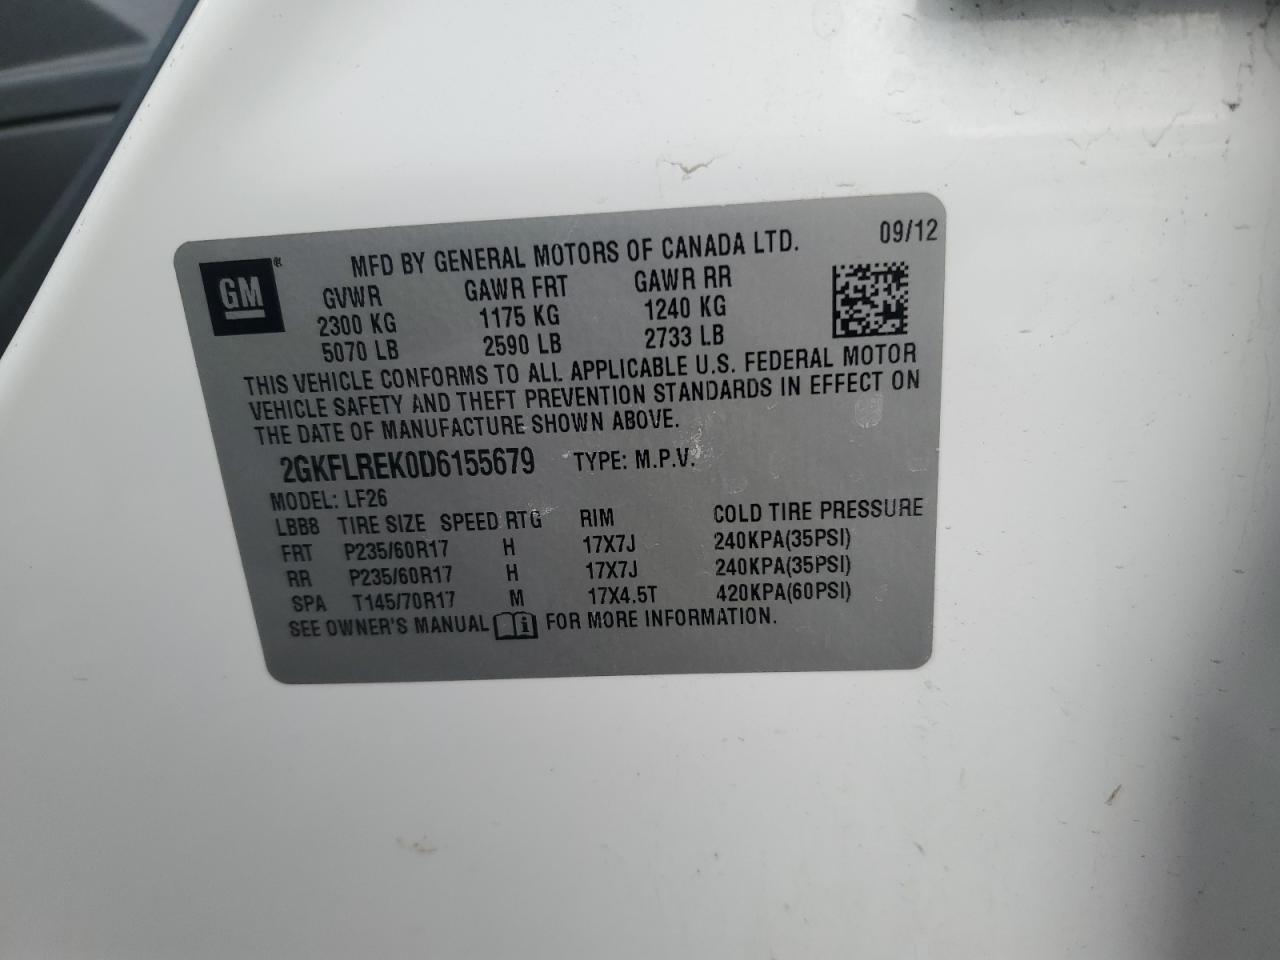 GM ®
MFD BY GENERAL MOTORS OF CANADA LTD. 09/12
GVWR GAWR FRT GAWR RR
2300 KG 1175 KG 1240 KG
5070 LB 2590 LB 2733 LB
THIS VEHICLE CONFORMS TO ALL APPLICABLE U.S. FEDERAL MOTOR
VEHICLE SAFETY AND THEFT PREVENTION STANDARDS IN EFFECT ON
THE DATE OF MANUFACTURE SHOWN ABOVE.
2GKFLREK0D6155679 TYPE: M.P.V.
MODEL: LF26
LBB8 TIRE SIZE SPEED RTG RIM COLD TIRE PRESSURE
FRT P235/60R17 H 17X7J 240KPA(35PSI)
RR P235/60R17 H 17X7J 240KPA(35PSI)
SPA T145/70R17 M 17X4.5T 420KPA(60PSI)
SEE OWNER'S MANUAL i FOR MORE INFORMATION.